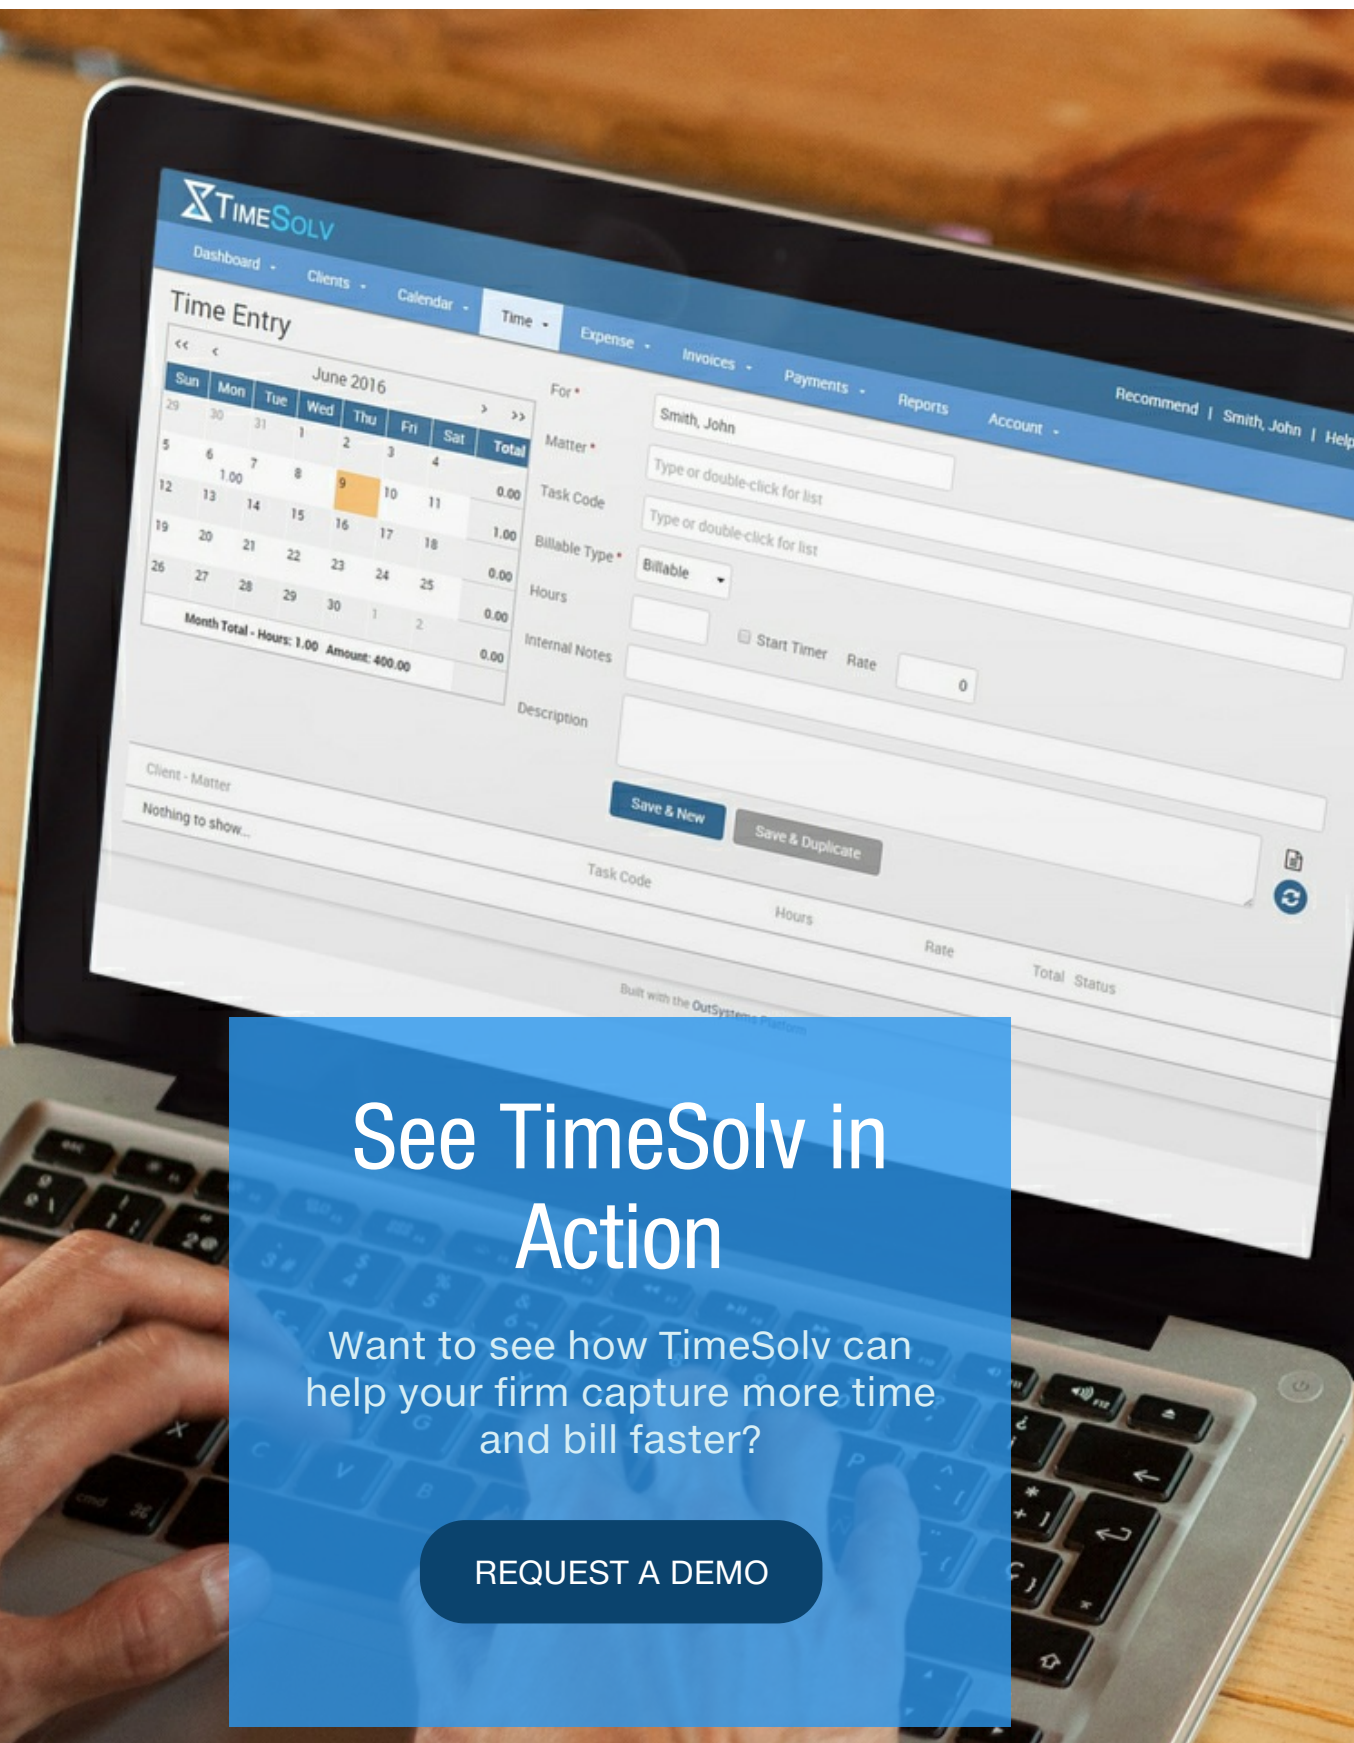 TIMESOLV
Dashboard Clients Calendar Time Expense Invoices Payments Reports Account
Recommend | Smith, John | Help
Time Entry
<< < June 2016 > >>
Sun Mon Tue Wed Thu Fri Sat Total
29 30 31 1 2 3 4 0.00
5 6 7 8 9 10 11 1.00
1.00
12 13 14 15 16 17 18 0.00
19 20 21 22 23 24 25 0.00
26 27 28 29 30 1 2 0.00
Month Total - Hours: 1.00 Amount: 400.00
For * Smith, John
Matter * Type or double-click for list
Task Code Type or double-click for list
Billable Type * Billable
Hours Start Timer Rate 0
Internal Notes
Description
Save & New Save & Duplicate
Client - Matter Task Code Hours Rate Total Status
Nothing to show...
Built with the OutSystems Platform
See TimeSolv in
Action
Want to see how TimeSolv can
help your firm capture more time
and bill faster?
REQUEST A DEMO